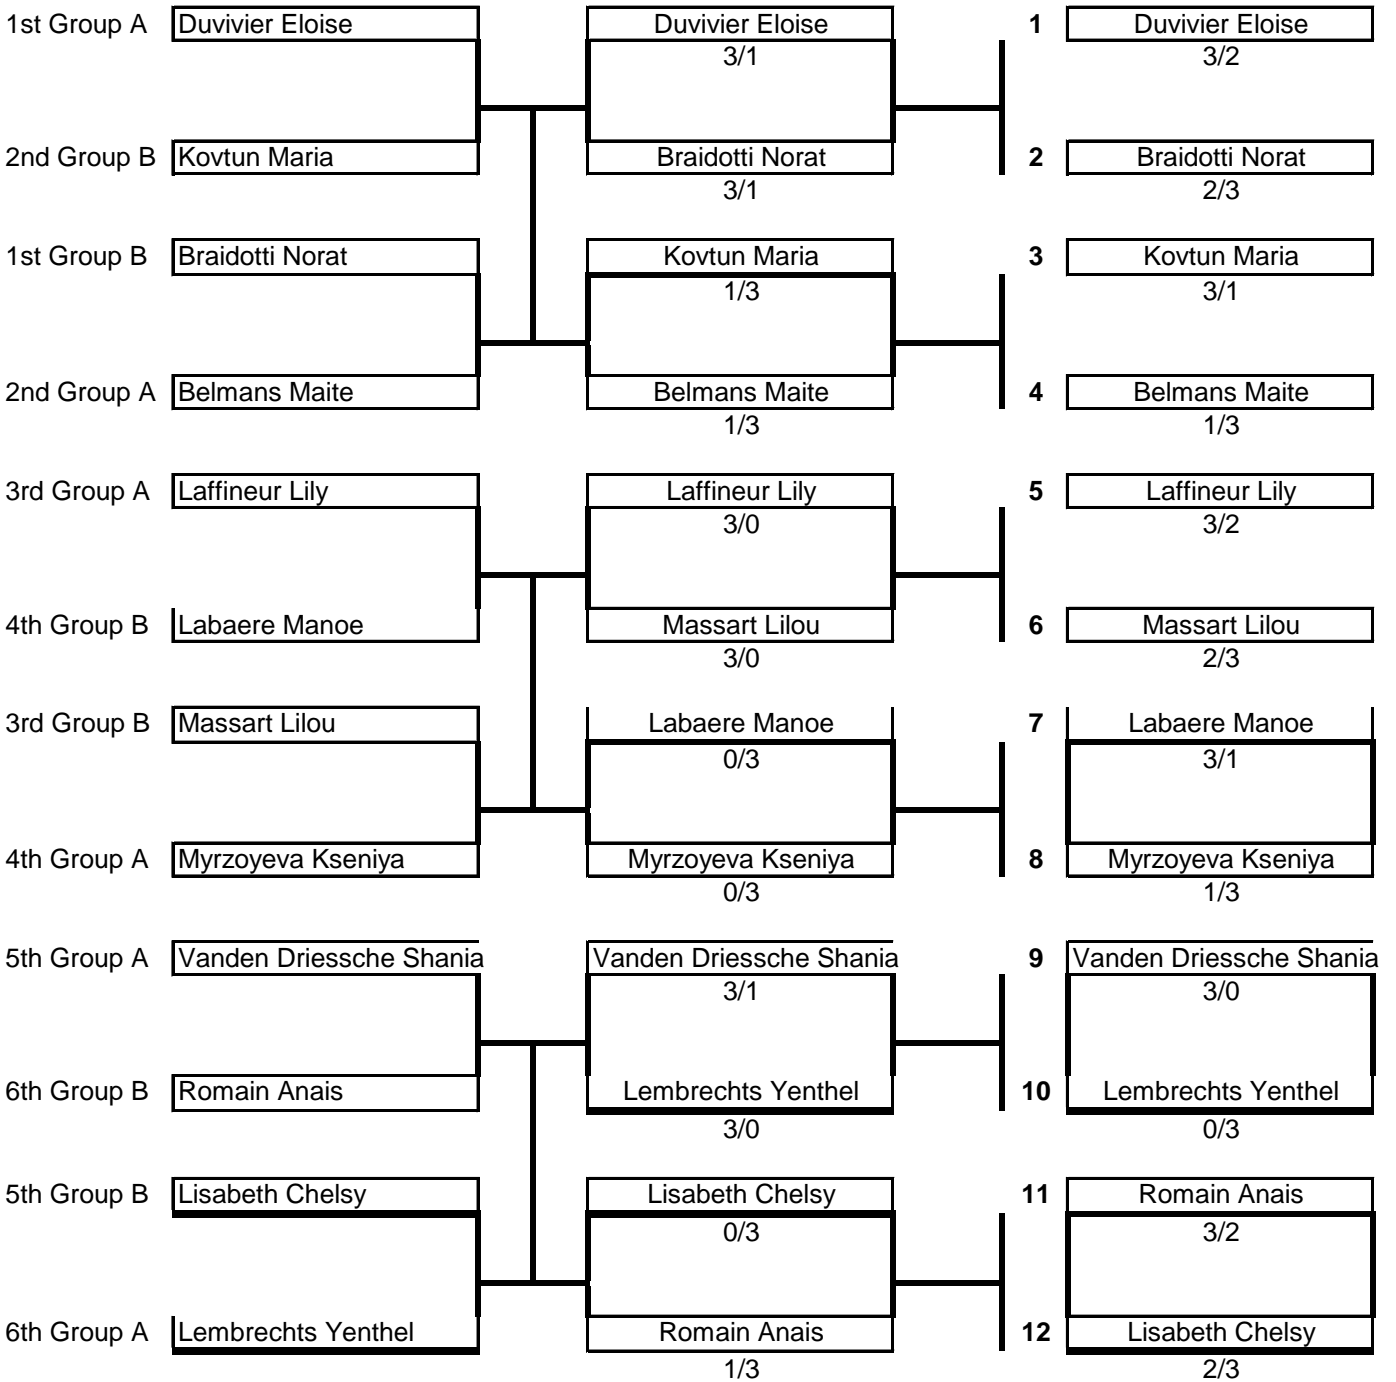 1st Group A Duvivier Eloise Duvivier Eloise 1 Duvivier Eloise
3/1 3/2
2nd Group B Kovtun Maria Braidotti Norat 2 Braidotti Norat
3/1 2/3
1st Group B Braidotti Norat Kovtun Maria 3 Kovtun Maria
1/3 3/1
2nd Group A Belmans Maite Belmans Maite 4 Belmans Maite
1/3 1/3
3rd Group A Laffineur Lily Laffineur Lily 5 Laffineur Lily
3/0 3/2
4th Group B Labaere Manoe Massart Lilou 6 Massart Lilou
3/0 2/3
3rd Group B Massart Lilou Labaere Manoe 7 Labaere Manoe
0/3 3/1
4th Group A Myrzoyeva Kseniya Myrzoyeva Kseniya 8 Myrzoyeva Kseniya
0/3 1/3
5th Group A Vanden Driessche Shania Vanden Driessche Shania 9 Vanden Driessche Shania
3/1 3/0
6th Group B Romain Anais Lembrechts Yenthel 10 Lembrechts Yenthel
3/0 0/3
5th Group B Lisabeth Chelsy Lisabeth Chelsy 11 Romain Anais
0/3 3/2
6th Group A Lembrechts Yenthel Romain Anais 12 Lisabeth Chelsy
1/3 2/3